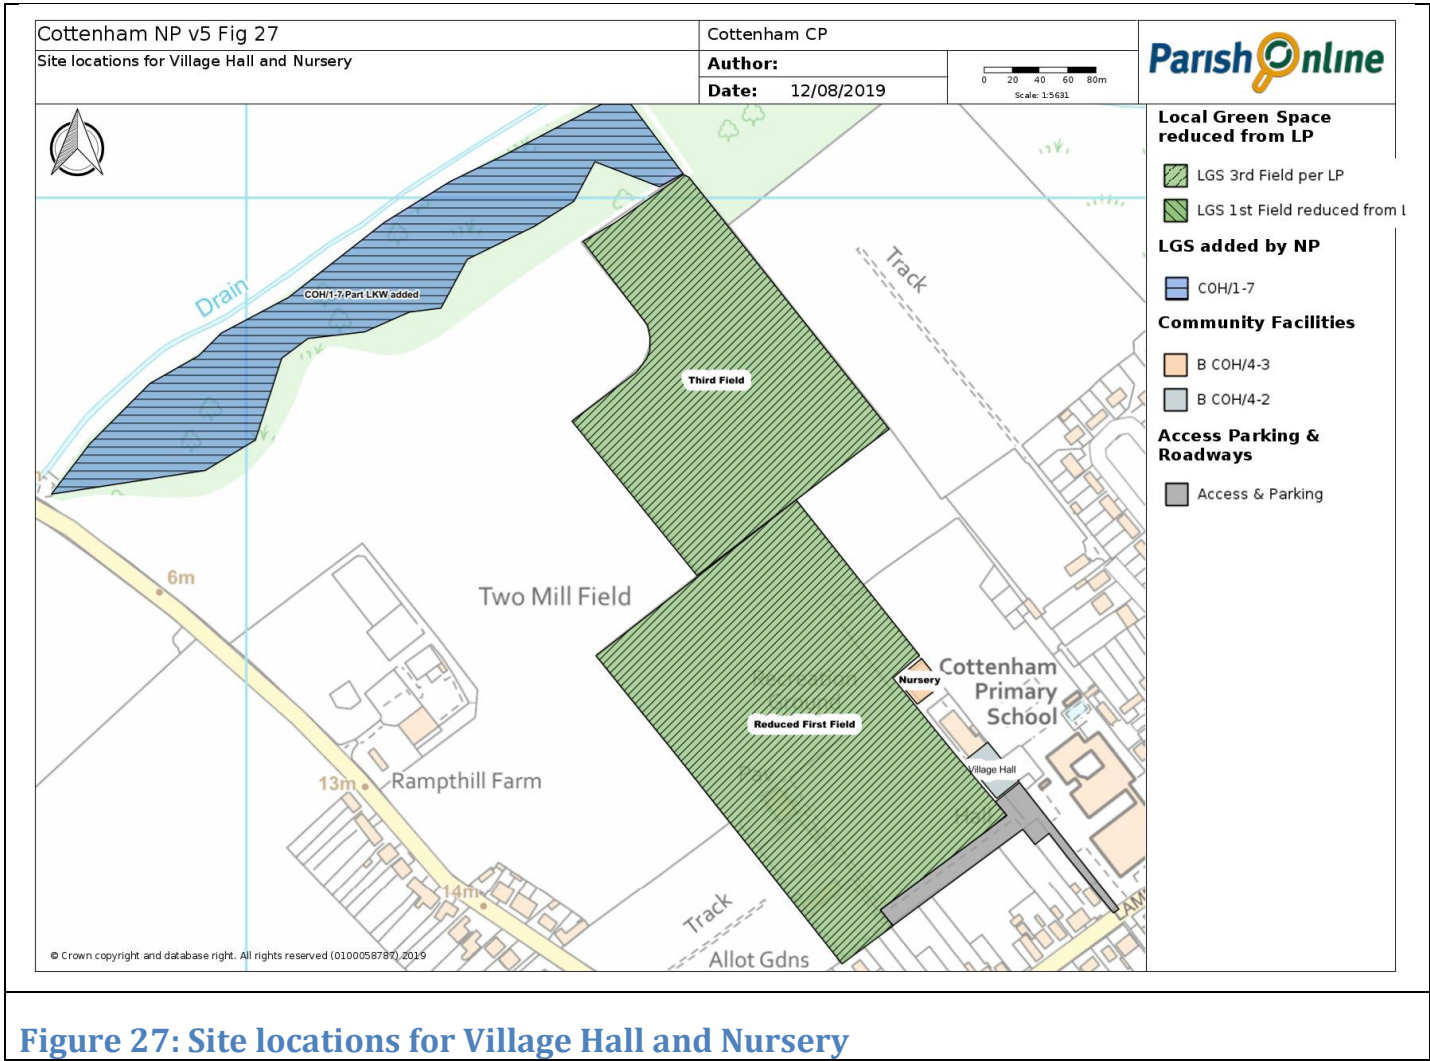 Cottenham NP v5 Fig 27
Site locations for Village Hall and Nursery
Cottenham CP
Author:
Date: 12/08/2019
0 20 40 60 80m
Scale: 1:5631
Parish Online
Local Green Space
reduced from LP
LGS 3rd Field per LP
LGS 1st Field reduced from L
LGS added by NP
COH/1-7
Community Facilities
B COH/4-3
B COH/4-2
Access Parking &
Roadways
Access & Parking
Drain
COH/1-7 Part LKW added
Track
Third Field
6m
Two Mill Field
Cottenham
Primary
School
Nursery
Recreation
Reduced First Field
Village Hall
13m
Rampthill Farm
Hall
14m
Track
LAM
Allot Gdns
© Crown copyright and database right. All rights reserved (0100058787) 2019
Figure 27: Site locations for Village Hall and Nursery